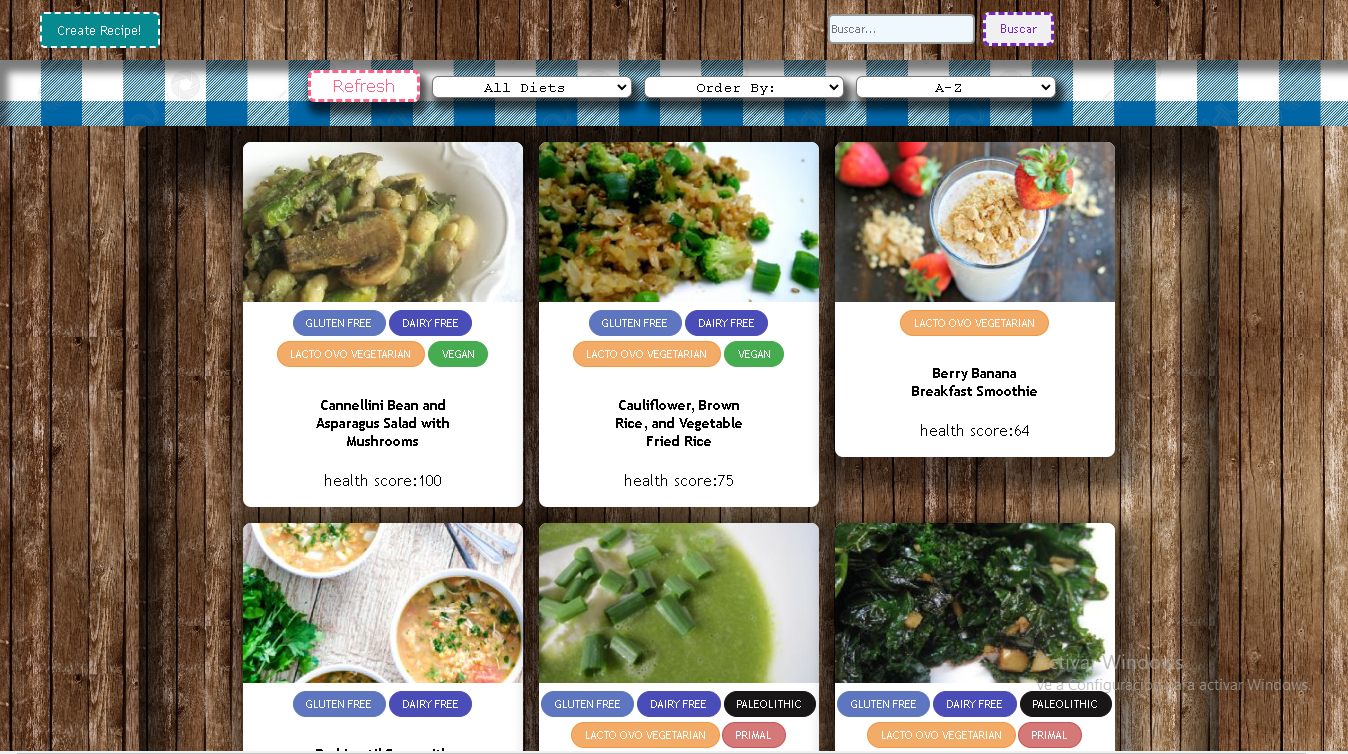 Create Recipe!
Buscar...
Buscar
Refresh
All Diets
Order By:
A-Z
GLUTEN FREE
DAIRY FREE
LACTO OVO VEGETARIAN
VEGAN
Cannellini Bean and
Asparagus Salad with
Mushrooms
health score:100
GLUTEN FREE
DAIRY FREE
LACTO OVO VEGETARIAN
VEGAN
Cauliflower, Brown
Rice, and Vegetable
Fried Rice
health score:75
LACTO OVO VEGETARIAN
Berry Banana
Breakfast Smoothie
health score:64
GLUTEN FREE
DAIRY FREE
GLUTEN FREE
DAIRY FREE
PALEOLITHIC
LACTO OVO VEGETARIAN
PRIMAL
GLUTEN FREE
DAIRY FREE
PALEOLITHIC
LACTO OVO VEGETARIAN
PRIMAL
Activar Windows
Ve a Configuración para activar Windows.